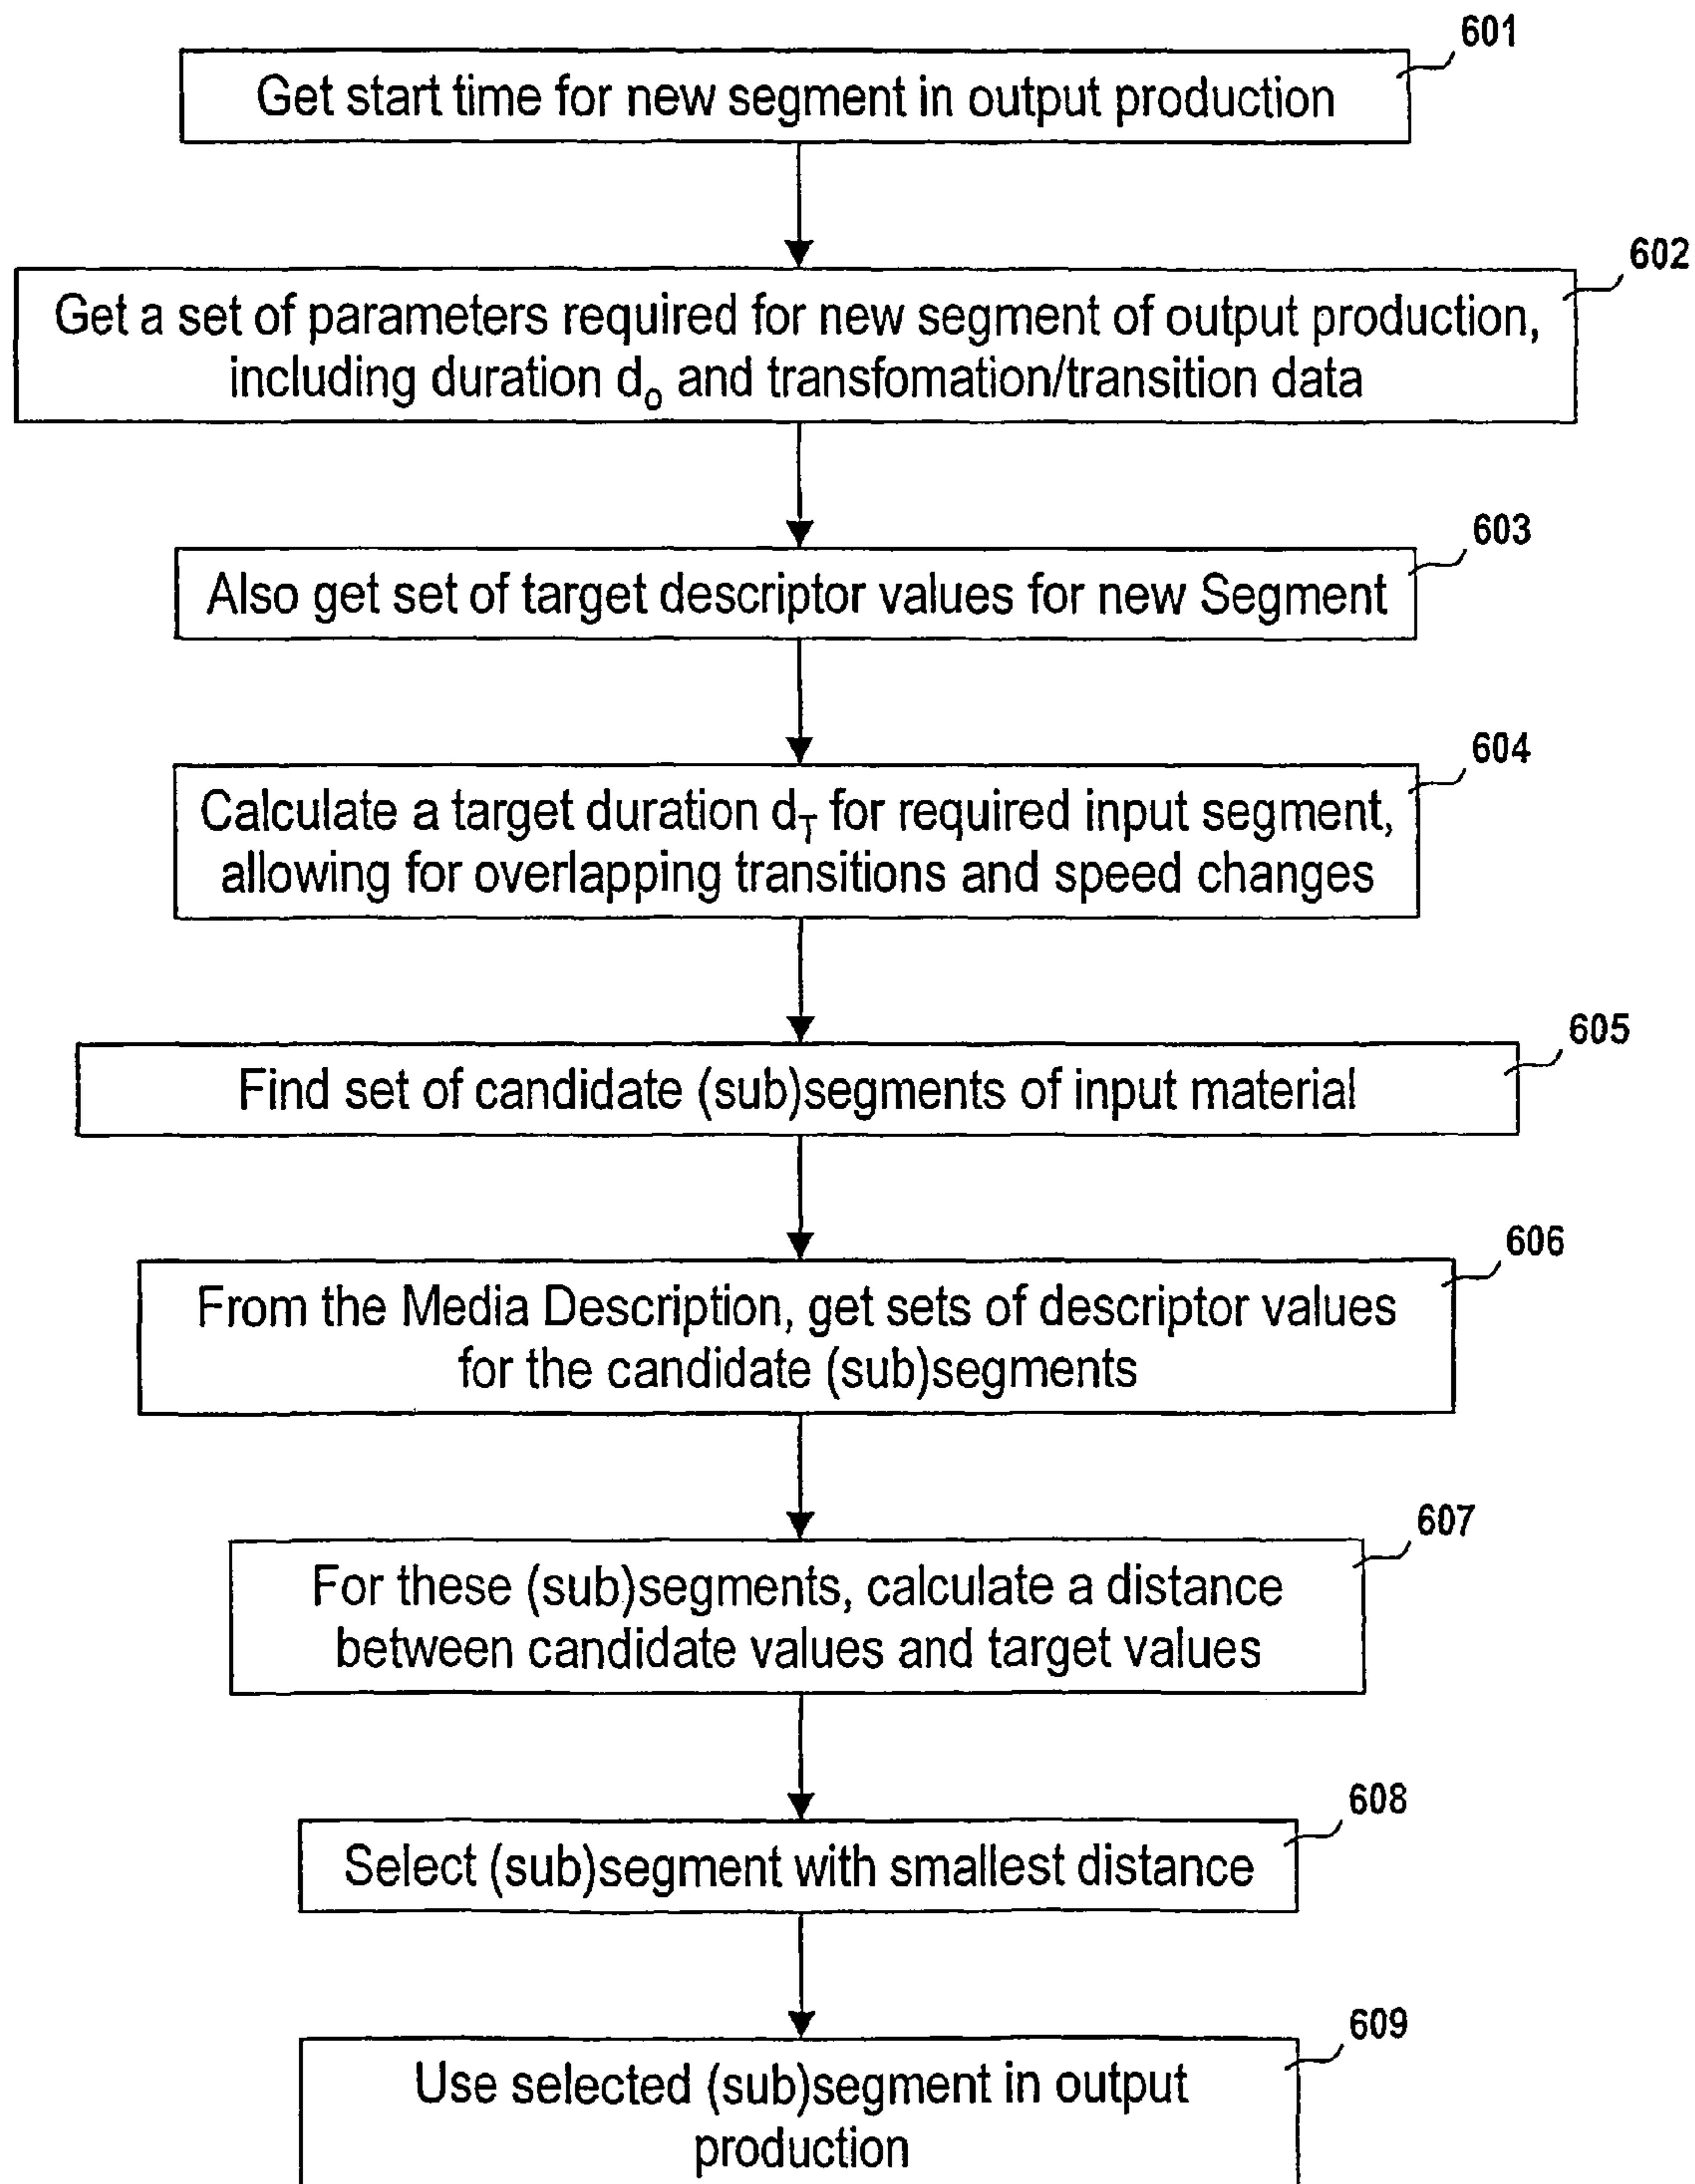 601
Get start time for new segment in output production
602
Get a set of parameters required for new segment of output production,
including duration dₒ and transfomation/transition data
603
Also get set of target descriptor values for new Segment
604
Calculate a target duration d_T for required input segment,
allowing for overlapping transitions and speed changes
605
Find set of candidate (sub)segments of input material
606
From the Media Description, get sets of descriptor values
for the candidate (sub)segments
607
For these (sub)segments, calculate a distance
between candidate values and target values
608
Select (sub)segment with smallest distance
609
Use selected (sub)segment in output
production